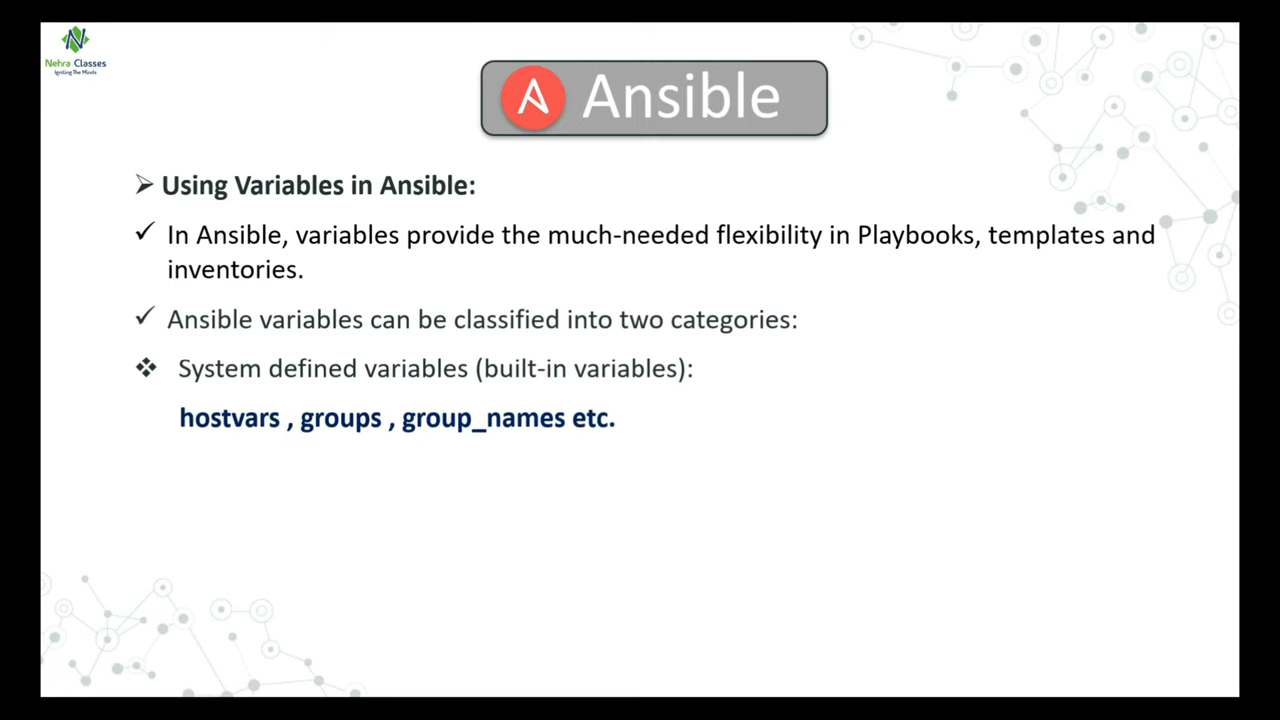 Nehra Classes
Igniting The Minds
Ansible
Using Variables in Ansible:
In Ansible, variables provide the much-needed flexibility in Playbooks, templates and
inventories.
Ansible variables can be classified into two categories:
System defined variables (built-in variables):
hostvars , groups , group_names etc.